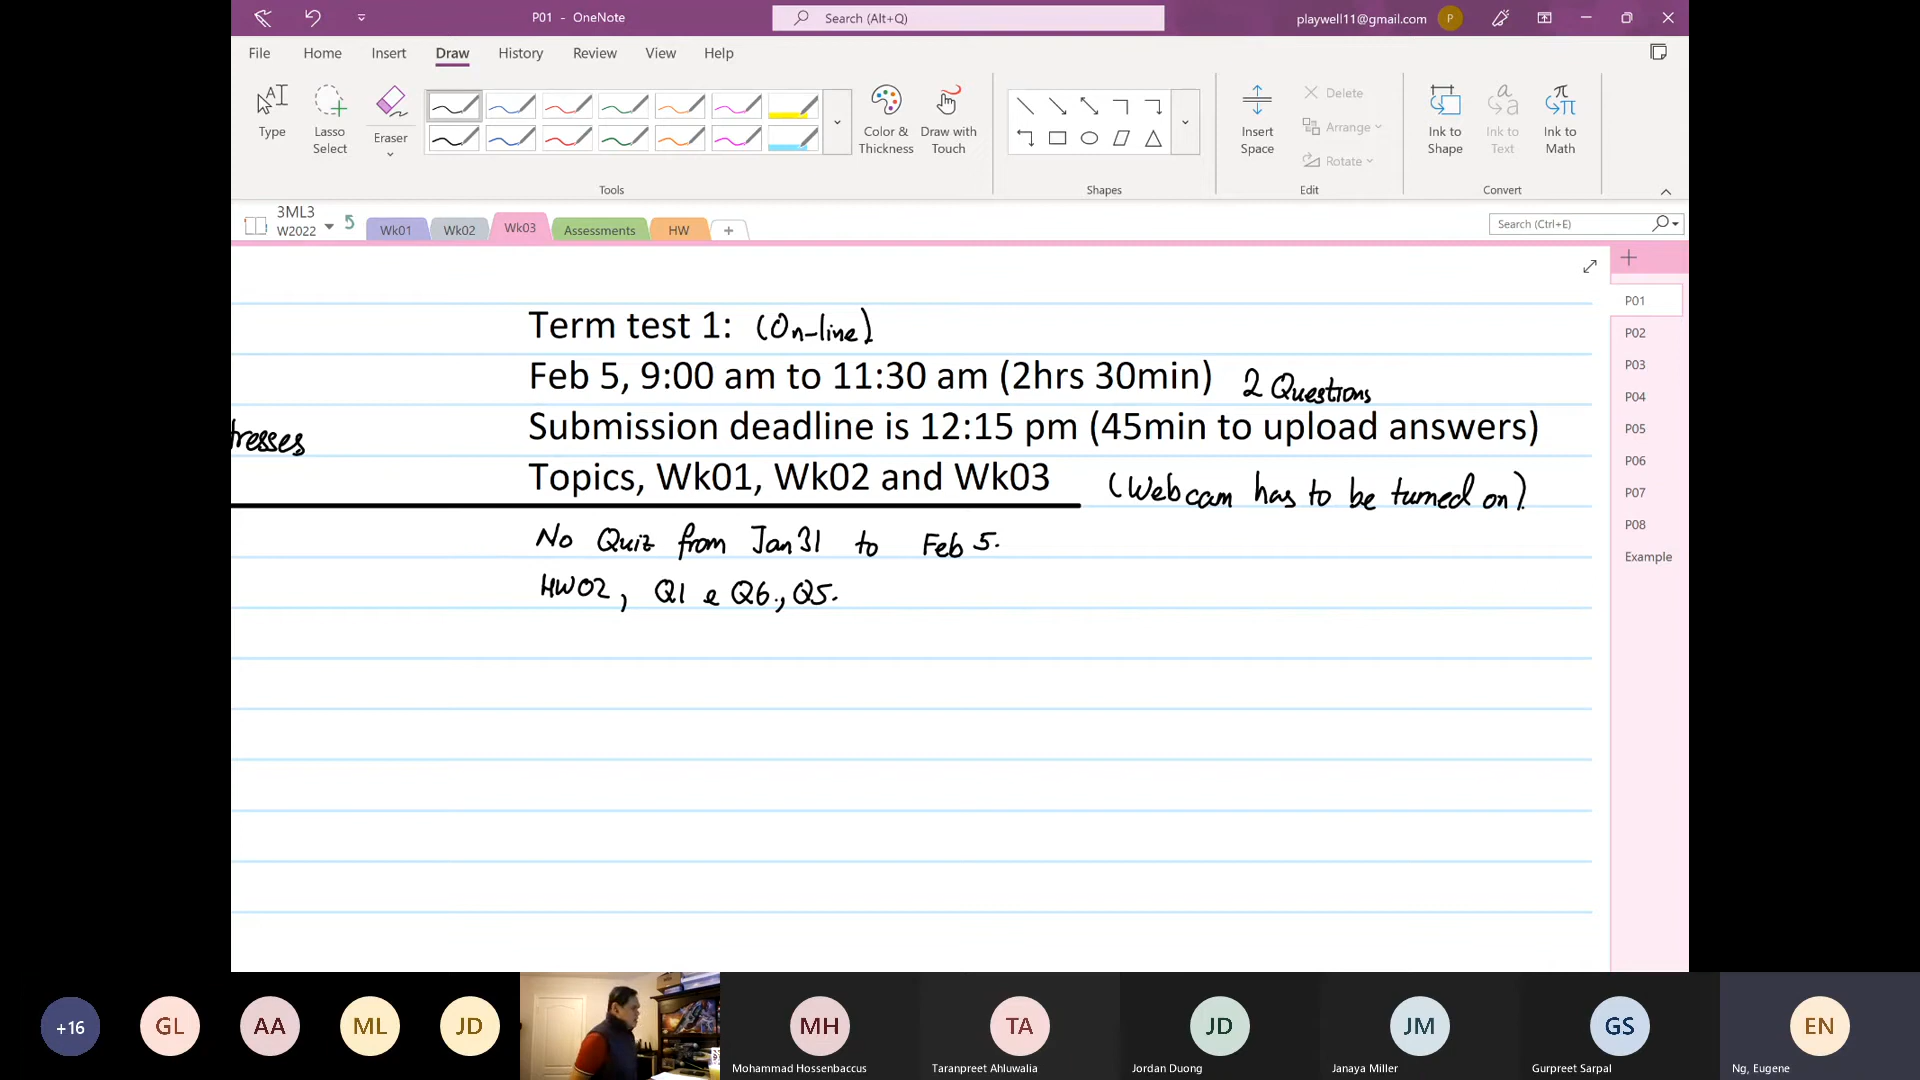 P01 - OneNote
Search (Alt+Q)
playwell11@gmail.com
P
File Home Insert Draw History Review View Help
Type
Lasso Select
Eraser
Color & Thickness
Draw with Touch
Insert Space
Delete
Arrange
Rotate
Ink to Shape
Ink to Text
Ink to Math
Tools Shapes Edit Convert
3ML3
W2022
Wk01 Wk02 Wk03 Assessments HW
Search (Ctrl+E)
P01
P02
P03
P04
P05
P06
P07
P08
Example
Term test 1: (On-line)
Feb 5, 9:00 am to 11:30 am (2hrs 30min) 2 Questions
Submission deadline is 12:15 pm (45min to upload answers)
tresses
Topics, Wk01, Wk02 and Wk03 (Webcam has to be turned on).
No Quiz from Jan 31 to Feb 5.
HW02, Q1 e Q6., Q5.
+16 GL AA ML JD MH TA JD JM GS EN
Mohammad Hossenbaccus Taranpreet Ahluwalia Jordan Duong Janaya Miller Gurpreet Sarpal Ng, Eugene